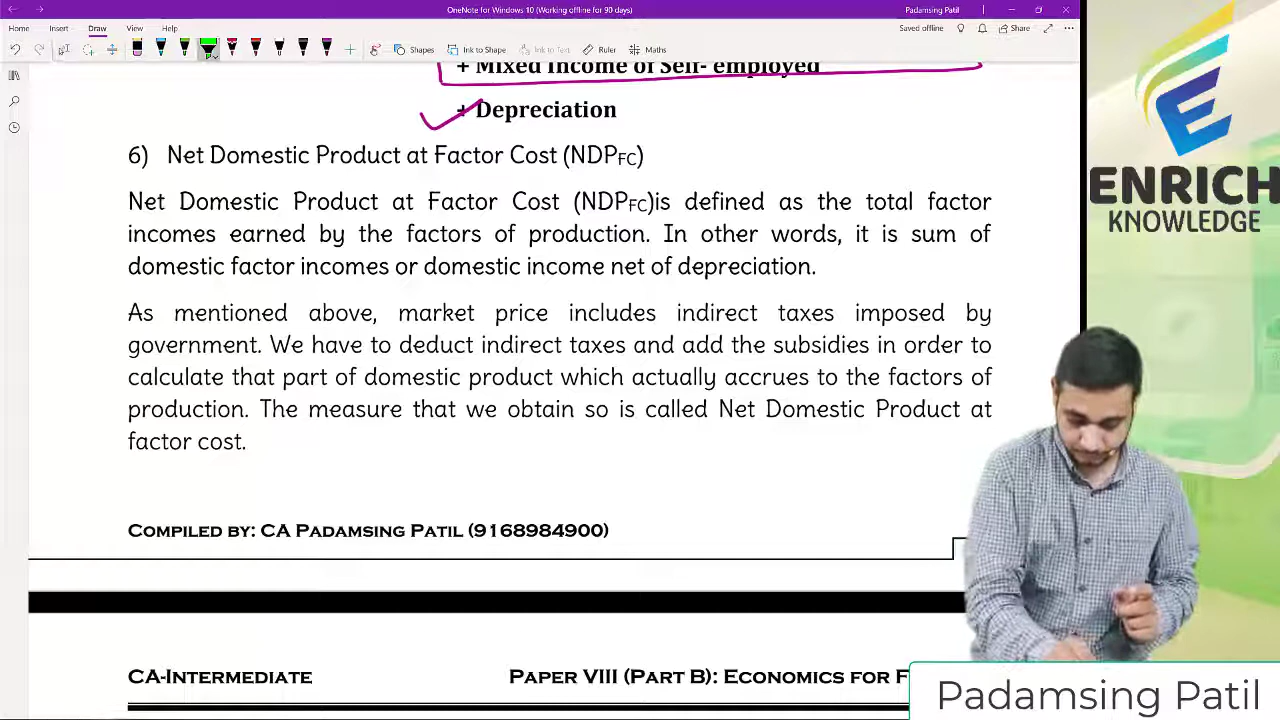 OneNote for Windows 10 (Working offline for 90 days)
Padamsing Patil
Home Insert Draw View Help
Saved offline
Share
Shapes
Ink to Shape
Ink to Text
Ruler
Maths
+ Mixed Income of Self- employed
+ Depreciation
6) Net Domestic Product at Factor Cost (NDPFC)
Net Domestic Product at Factor Cost (NDPFC)is defined as the total factor
incomes earned by the factors of production. In other words, it is sum of
domestic factor incomes or domestic income net of depreciation.
As mentioned above, market price includes indirect taxes imposed by
government. We have to deduct indirect taxes and add the subsidies in order to
calculate that part of domestic product which actually accrues to the factors of
production. The measure that we obtain so is called Net Domestic Product at
factor cost.
COMPILED BY: CA PADAMSING PATIL (9168984900)
CA-INTERMEDIATE
PAPER VIII (PART B): ECONOMICS FOR F
ENRICH
KNOWLEDGE
Padamsing Patil